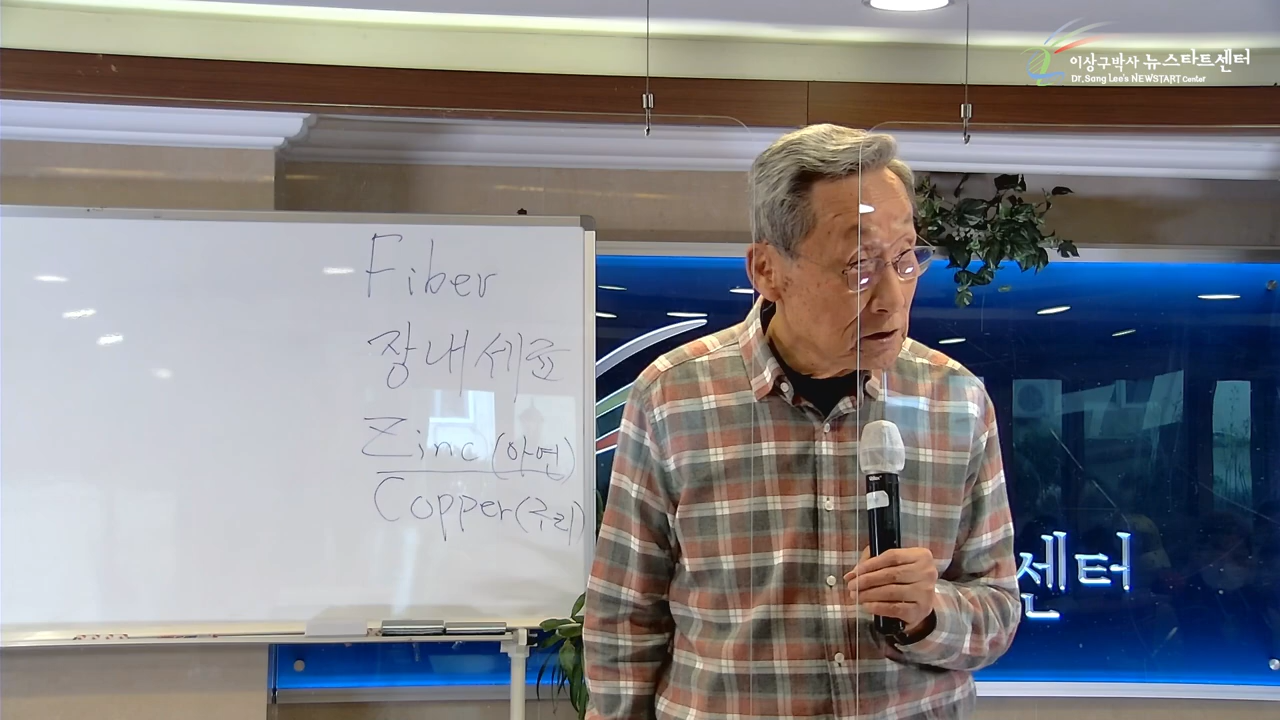 이상구박사 뉴스타트센터
Dr. Sang Lee's NEWSTART Center
Fiber
장내세균
Zinc (아연)
Copper (구리)
센터